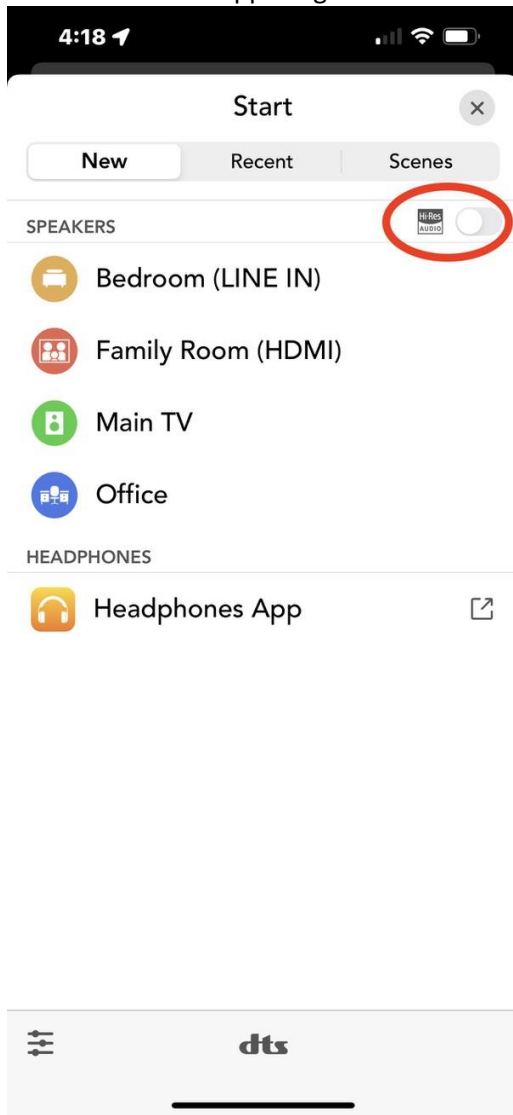 4:18
Start
New Recent Scenes
SPEAKERS
Hi-Res
AUDIO
Bedroom (LINE IN)
Family Room (HDMI)
Main TV
Office
HEADPHONES
Headphones App
dts